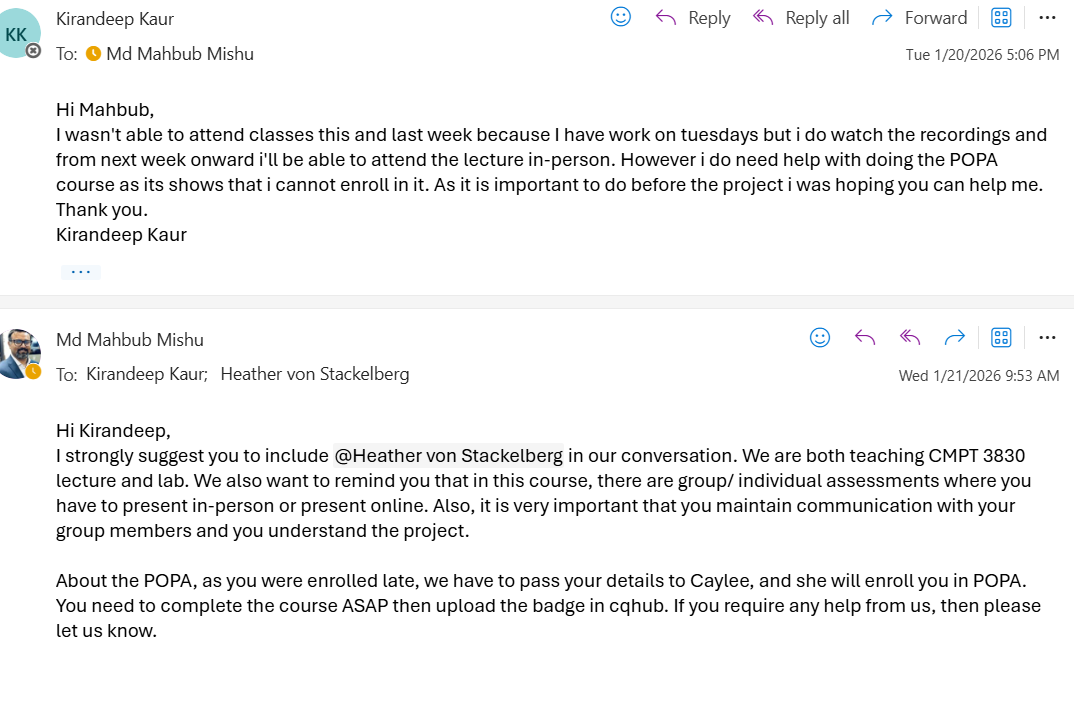 KK
Kirandeep Kaur
Reply
Reply all
Forward
To: Md Mahbub Mishu
Tue 1/20/2026 5:06 PM
Hi Mahbub,
I wasn't able to attend classes this and last week because I have work on tuesdays but i do watch the recordings and
from next week onward i'll be able to attend the lecture in-person. However i do need help with doing the POPA
course as its shows that i cannot enroll in it. As it is important to do before the project i was hoping you can help me.
Thank you.
Kirandeep Kaur
Md Mahbub Mishu
To: Kirandeep Kaur; Heather von Stackelberg
Wed 1/21/2026 9:53 AM
Hi Kirandeep,
I strongly suggest you to include @Heather von Stackelberg in our conversation. We are both teaching CMPT 3830
lecture and lab. We also want to remind you that in this course, there are group/ individual assessments where you
have to present in-person or present online. Also, it is very important that you maintain communication with your
group members and you understand the project.
About the POPA, as you were enrolled late, we have to pass your details to Caylee, and she will enroll you in POPA.
You need to complete the course ASAP then upload the badge in cqhub. If you require any help from us, then please
let us know.